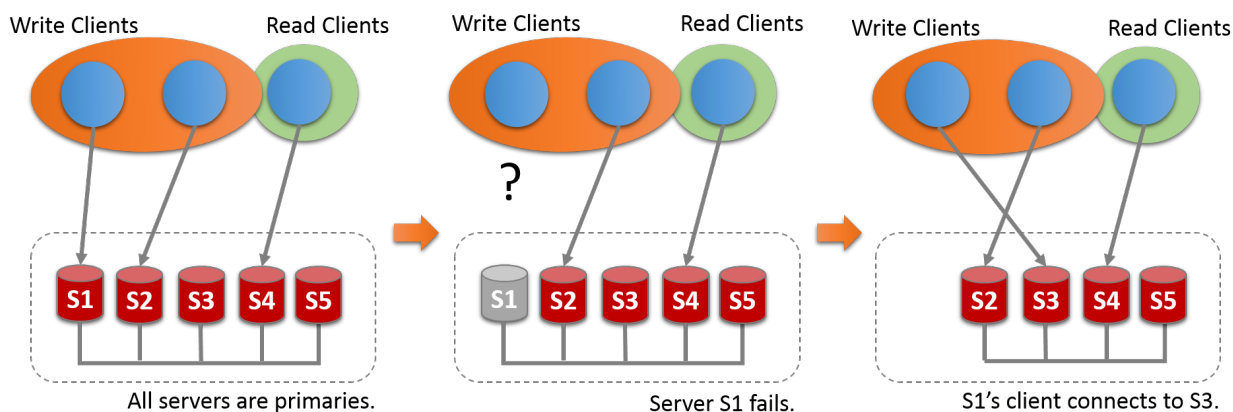 Write Clients
Read Clients
S1 S2 S3 S4 S5
All servers are primaries.
Write Clients
Read Clients
?
S1 S2 S3 S4 S5
Server S1 fails.
Write Clients
Read Clients
S2 S3 S4 S5
S1's client connects to S3.